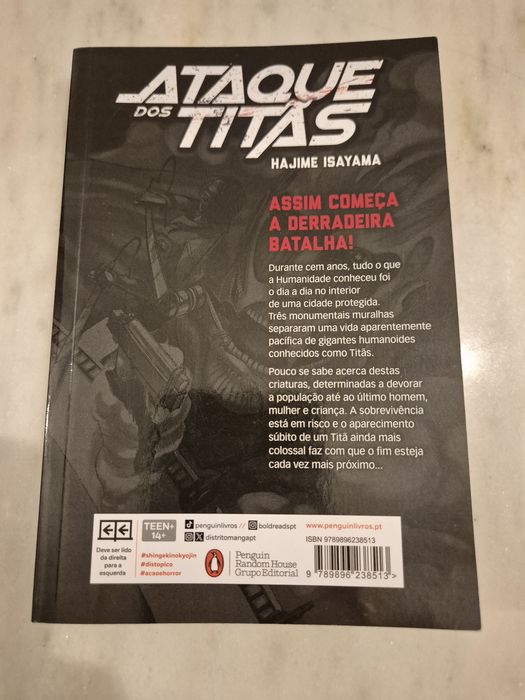 ATAQUE
DOS
TITÃS
HAJIME ISAYAMA
ASSIM COMEÇA
A DERRADEIRA
BATALHA!
Durante cem anos, tudo o que
a Humanidade conheceu foi
o dia a dia no interior
de uma cidade protegida.
Três monumentais muralhas
separaram uma vida aparentemente
pacífica de gigantes humanoides
conhecidos como Titãs.
Pouco se sabe acerca destas
criaturas, determinadas a devorar
a população até ao último homem,
mulher e criança. A sobrevivência
está em risco e o aparecimento
súbito de um Titã ainda mais
colossal faz com que o fim esteja
cada vez mais próximo...
Deve ser lido
da direita
para a
esquerda
TEEN+
14+
penguinlivros // boldreadspt
distritomangapt
#shingekinokyojin
#distopico
#acaoehorror
Penguin
Random House
Grupo Editorial
www.penguinlivros.pt
ISBN 9789896238513
9 789896 238513 >